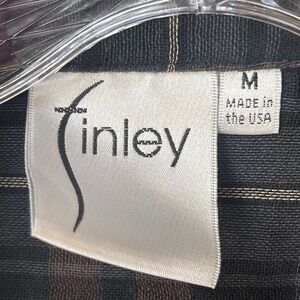 Finley
M
MADE in
the USA